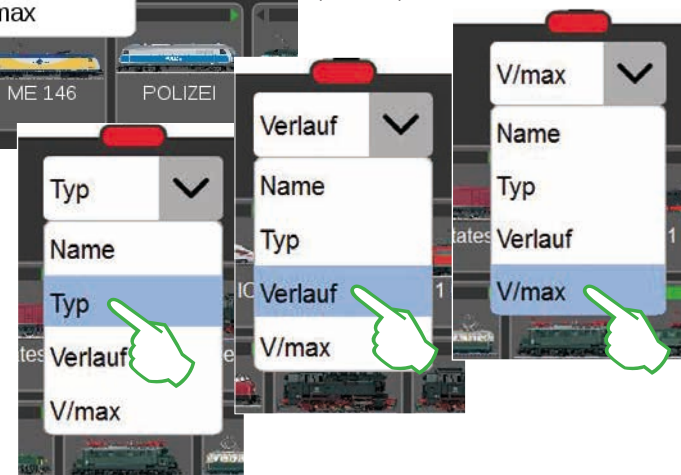 max
ME 146
POLIZEI
Typ
Name
Typ
Verlauf
V/max
Verlauf
Name
Typ
Verlauf
V/max
V/max
Name
Typ
Verlauf
V/max